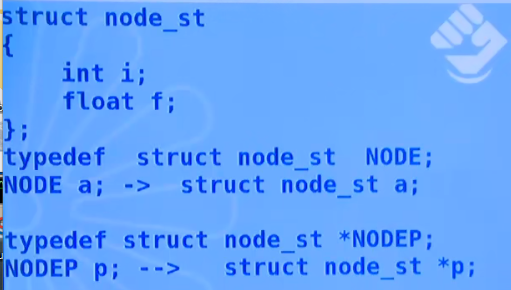 struct node_st
{
int i;
float f;
};
typedef struct node_st NODE;
NODE a; -> struct node_st a;
typedef struct node_st *NODEP;
NODEP p; --> struct node_st *p;